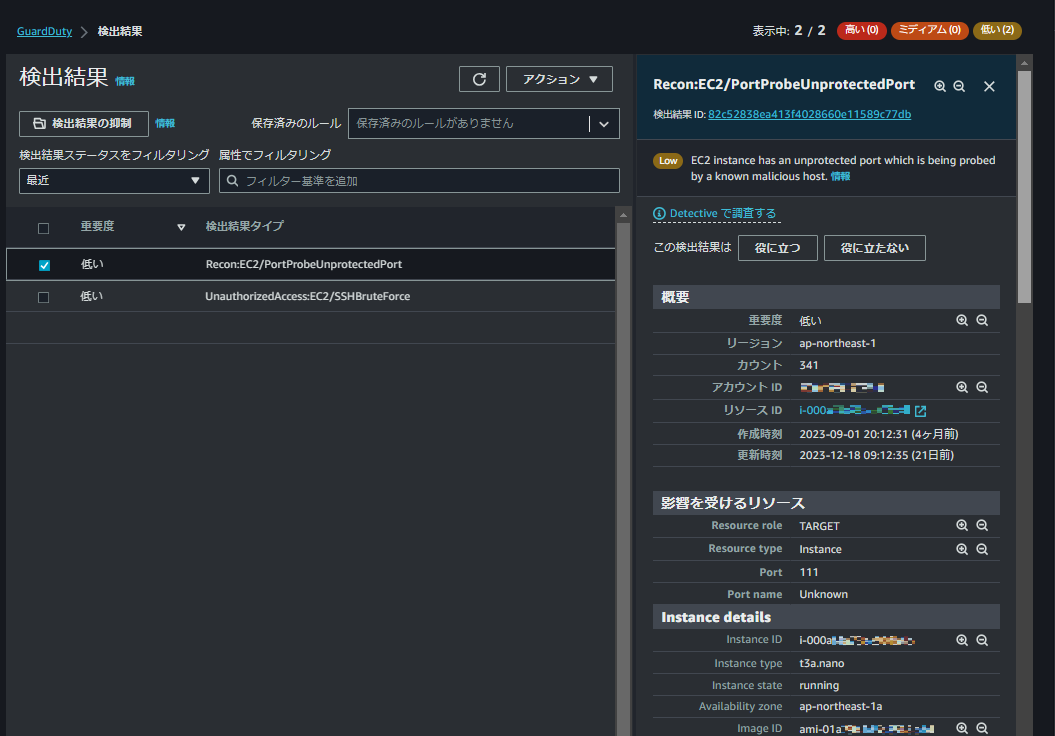 GuardDuty 検出結果
表示中: 2 / 2 高い (0) ミディアム (0) 低い (2)
検出結果 情報
アクション
検出結果の抑制 情報
保存済みのルール 保存済みのルールがありません
検出結果ステータスをフィルタリング 属性でフィルタリング
最近 フィルター基準を追加
重要度 検出結果タイプ
低い Recon:EC2/PortProbeUnprotectedPort
低い UnauthorizedAccess:EC2/SSHBruteForce
Recon:EC2/PortProbeUnprotectedPort
検出結果 ID: 82c52838ea413f4028660e11589c77db
Low EC2 instance has an unprotected port which is being probed
by a known malicious host. 情報
Detective で調査する
この検出結果は 役に立つ 役に立たない
概要
重要度 低い
リージョン ap-northeast-1
カウント 341
アカウント ID
リソース ID i-000
作成時刻 2023-09-01 20:12:31 (4ヶ月前)
更新時刻 2023-12-18 09:12:35 (21日前)
影響を受けるリソース
Resource role TARGET
Resource type Instance
Port 111
Port name Unknown
Instance details
Instance ID i-000a
Instance type t3a.nano
Instance state running
Availability zone ap-northeast-1a
Image ID ami-01a